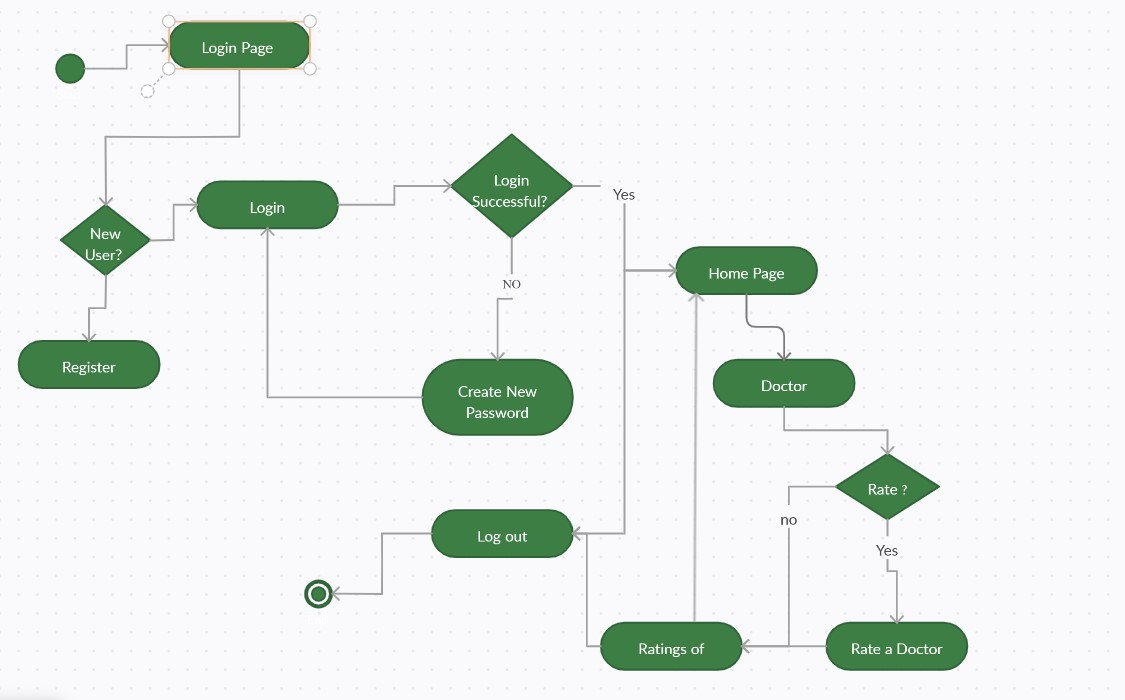 Login Page
Login
Login
Successful?
Yes
New
User?
Home Page
NO
Register
Doctor
Create New
Password
Rate ?
no
Log out
Yes
Ratings of
Rate a Doctor